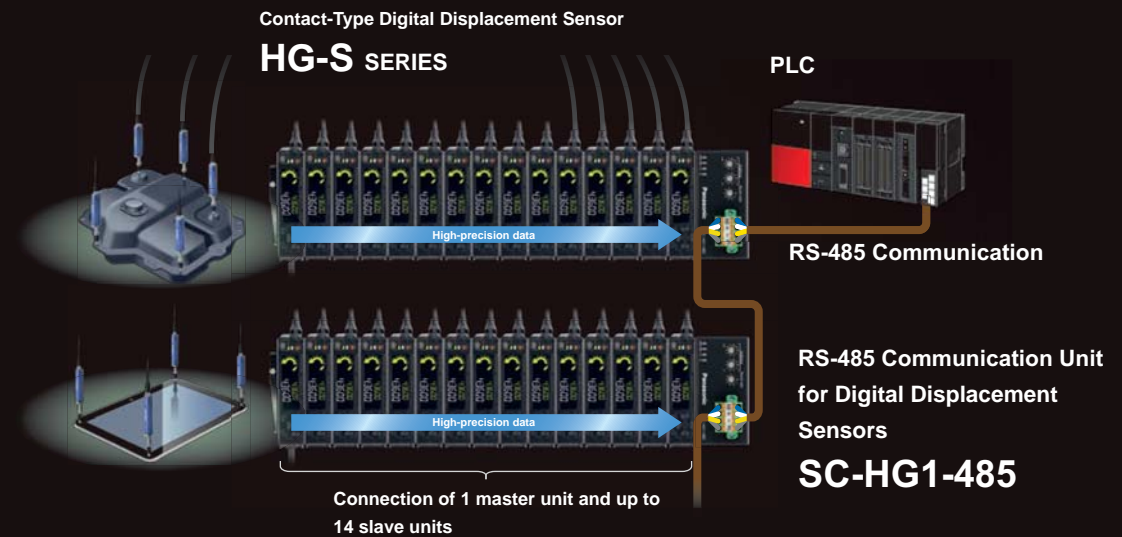 Contact-Type Digital Displacement Sensor
HG-S SERIES
PLC
High-precision data
RS-485 Communication
Panasonic
High-precision data
Panasonic
RS-485 Communication Unit
for Digital Displacement
Sensors
SC-HG1-485
Connection of 1 master unit and up to
14 slave units